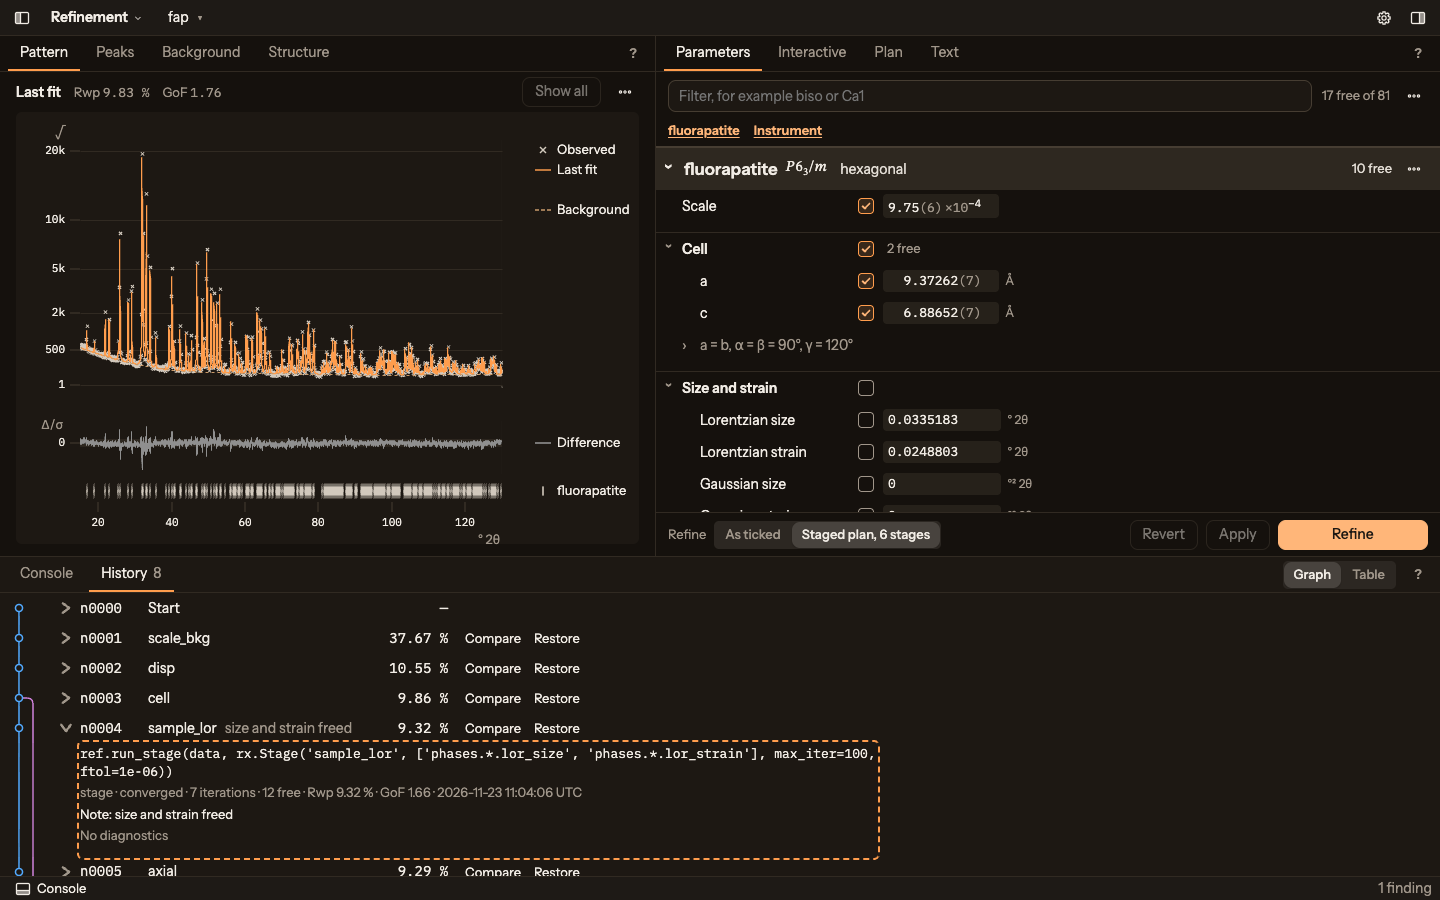 Refinement fap
Pattern Peaks Background Structure ?
Parameters Interactive Plan Text ?
Last fit Rwp 9.83 % GoF 1.76 Show all
Filter, for example biso or Ca1 17 free of 81
fluorapatite Instrument
√
20k
10k
5k
2k
500
1
Δ/σ
0
Observed
Last fit
Background
Difference
fluorapatite
20 40 60 80 100 120
° 2θ
fluorapatite P6₃/m hexagonal 10 free
Scale 9.75(6) ×10⁻⁴
Cell 2 free
a 9.37262(7) Å
c 6.88652(7) Å
a = b, α = β = 90°, γ = 120°
Size and strain
Lorentzian size 0.0335183 ° 2θ
Lorentzian strain 0.0248803 ° 2θ
Gaussian size 0 °² 2θ
Refine As ticked Staged plan, 6 stages Revert Apply Refine
Console History 8 Graph Table ?
n0000 Start –
n0001 scale_bkg 37.67 % Compare Restore
n0002 disp 10.55 % Compare Restore
n0003 cell 9.86 % Compare Restore
n0004 sample_lor size and strain freed 9.32 % Compare Restore
ref.run_stage(data, rx.Stage('sample_lor', ['phases.*.lor_size', 'phases.*.lor_strain'], max_iter=100,
ftol=1e-06))
stage · converged · 7 iterations · 12 free · Rwp 9.32 % · GoF 1.66 · 2026-11-23 11:04:06 UTC
Note: size and strain freed
No diagnostics
n0005 axial 9.29 % Compare Restore
Console 1 finding